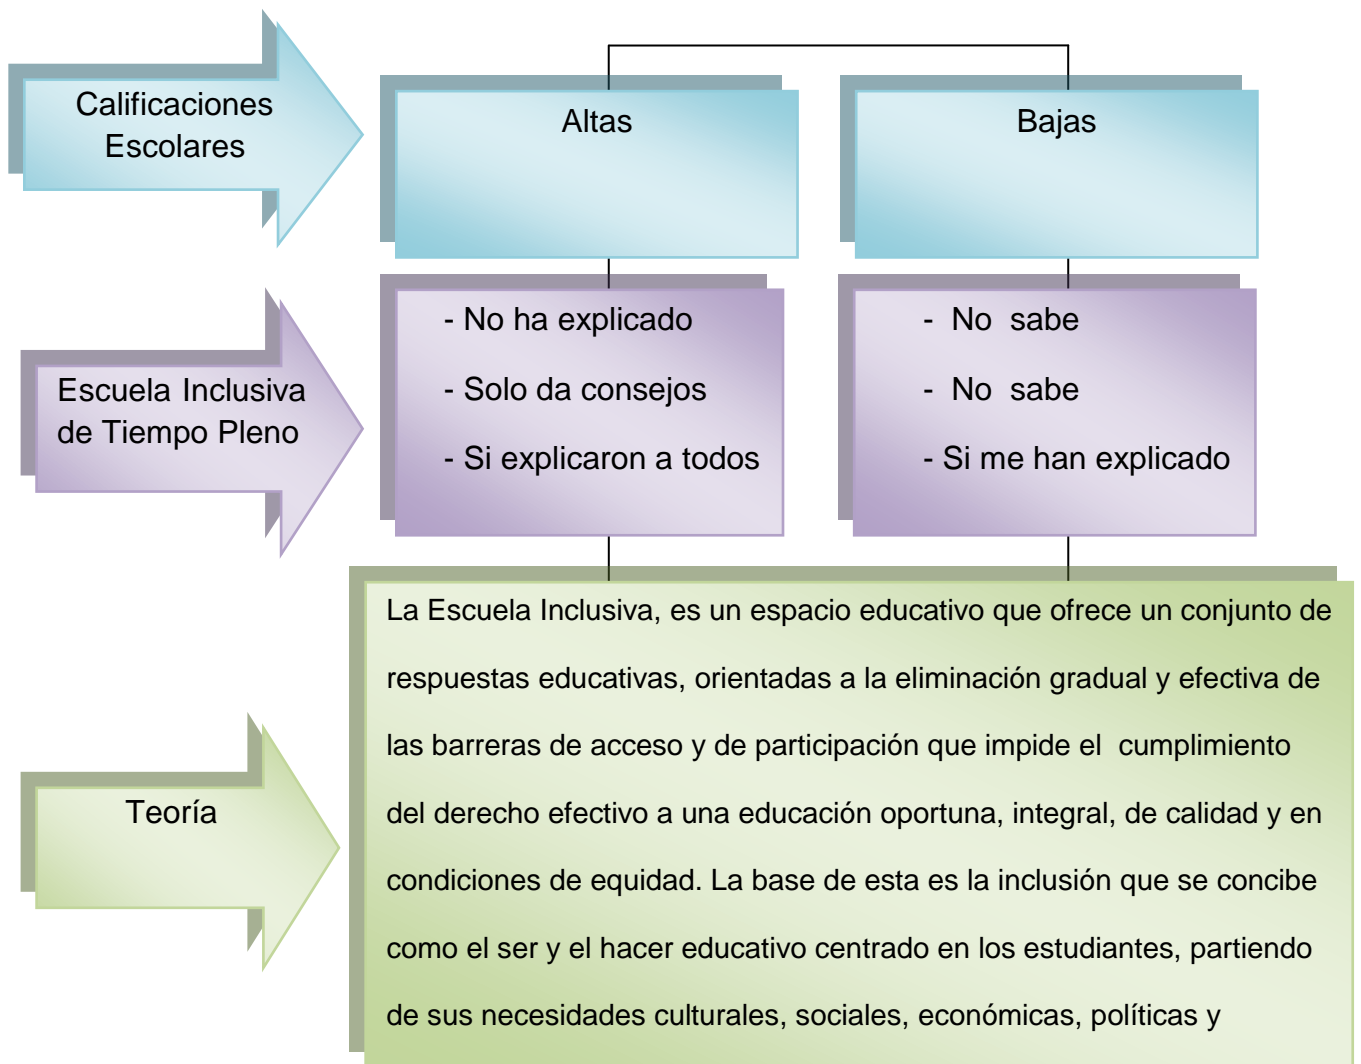 Calificaciones
Escolares
Altas
Bajas
Escuela Inclusiva
de Tiempo Pleno
- No ha explicado
- Solo da consejos
- Si explicaron a todos
- No sabe
- No sabe
- Si me han explicado
Teoría
La Escuela Inclusiva, es un espacio educativo que ofrece un conjunto de
respuestas educativas, orientadas a la eliminación gradual y efectiva de
las barreras de acceso y de participación que impide el cumplimiento
del derecho efectivo a una educación oportuna, integral, de calidad y en
condiciones de equidad. La base de esta es la inclusión que se concibe
como el ser y el hacer educativo centrado en los estudiantes, partiendo
de sus necesidades culturales, sociales, económicas, políticas y